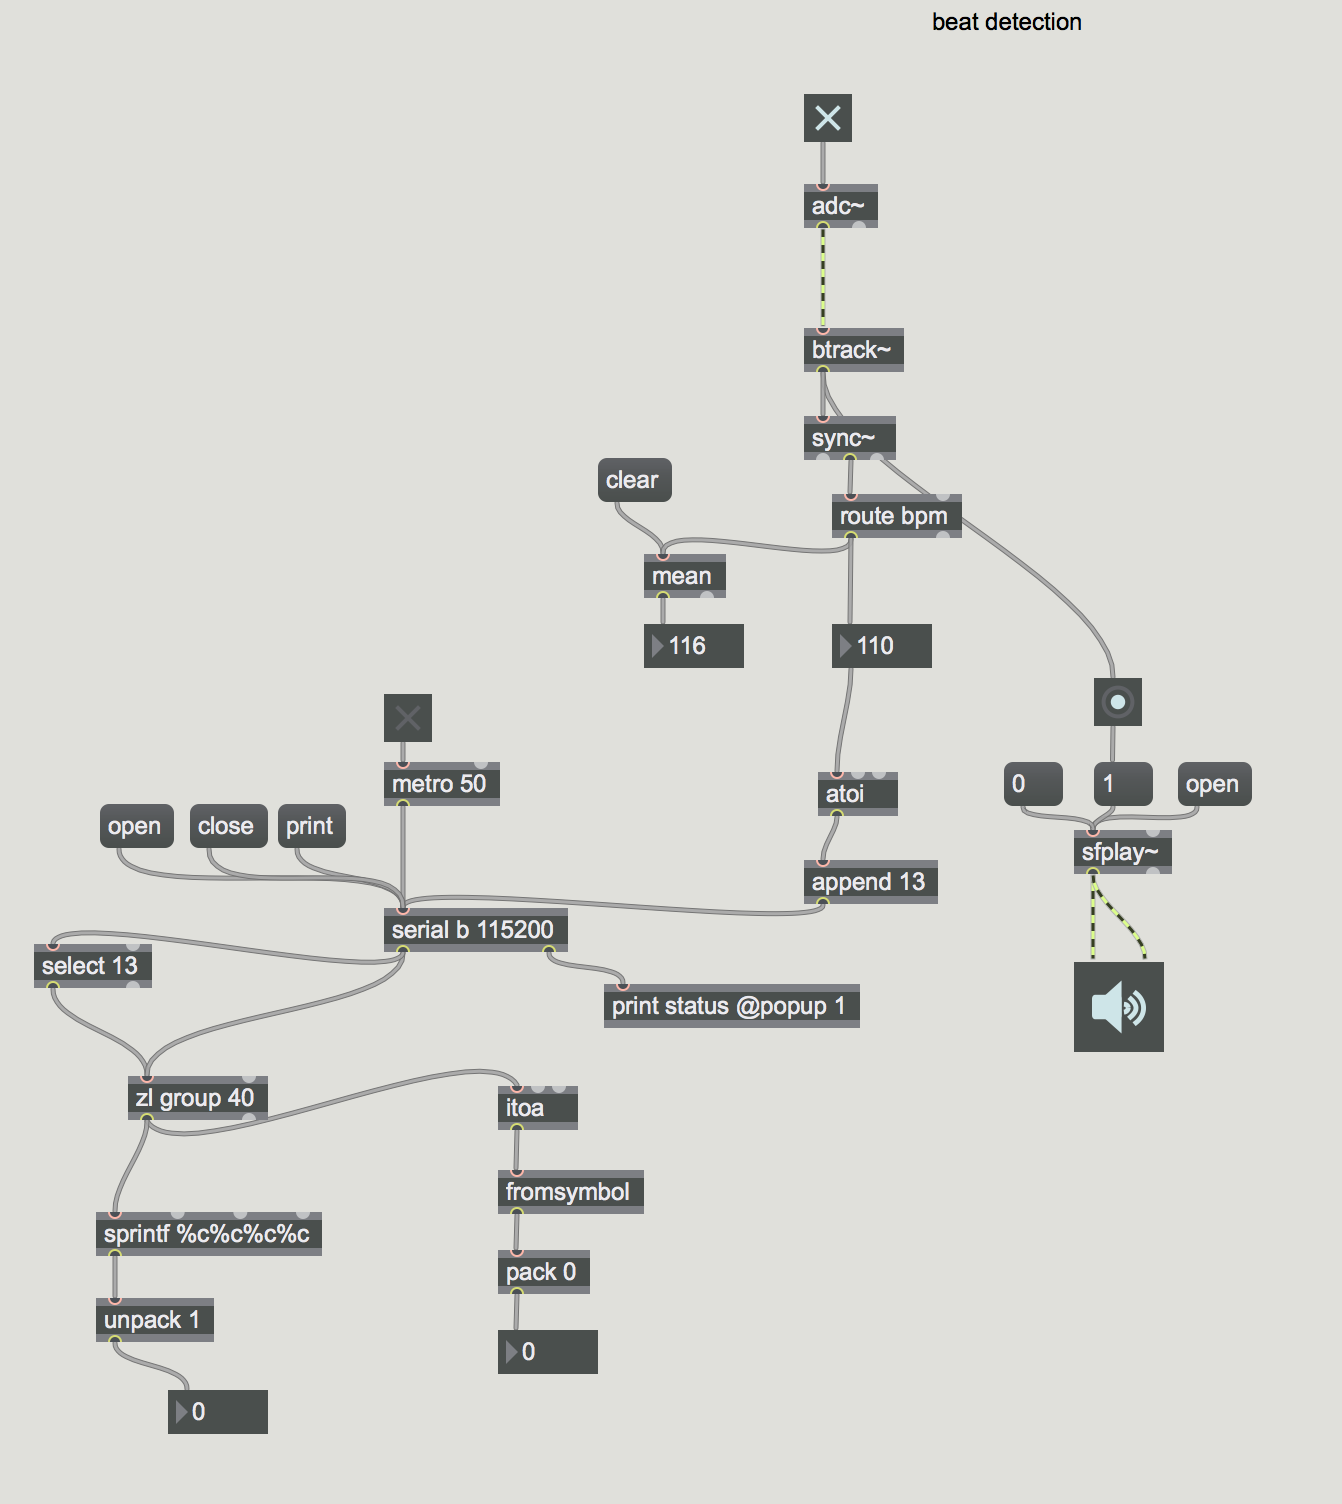 beat detection
adc~
btrack~
sync~
clear
route bpm
mean
116
110
metro 50
0
1
open
atoi
open
close
print
sfplay~
append 13
serial b 115200
select 13
print status @popup 1
zl group 40
itoa
fromsymbol
sprintf %c%c%c%c
pack 0
unpack 1
0
0